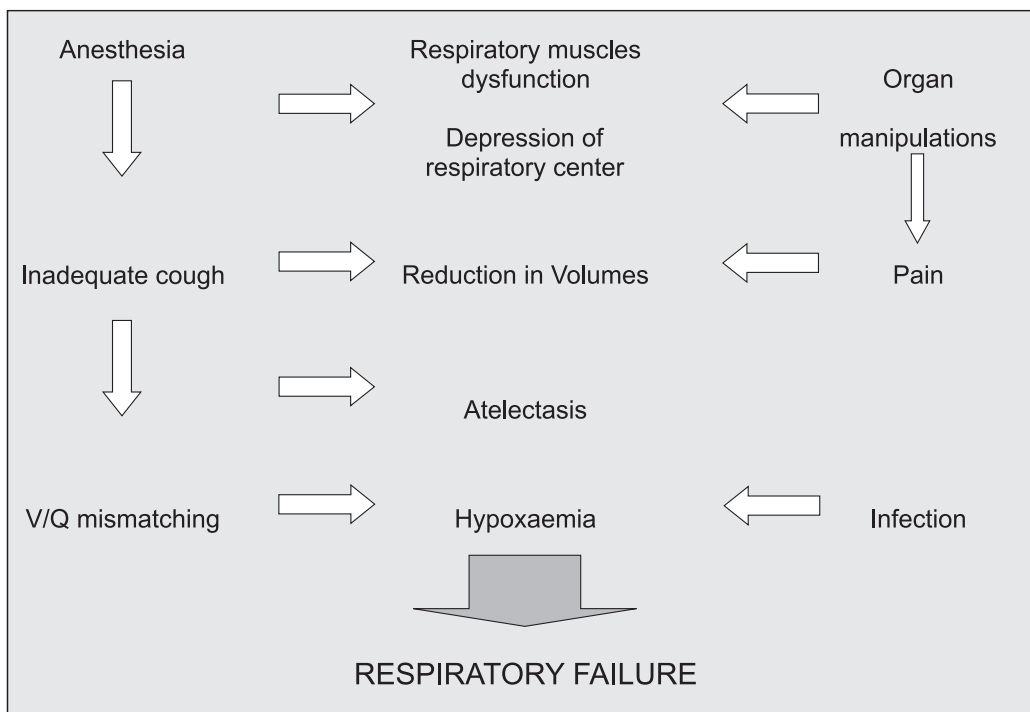 Anesthesia
Respiratory muscles
dysfunction
Organ
Depression of
respiratory center
manipulations
Inadequate cough
Reduction in Volumes
Pain
Atelectasis
V/Q mismatching
Hypoxaemia
Infection
RESPIRATORY FAILURE